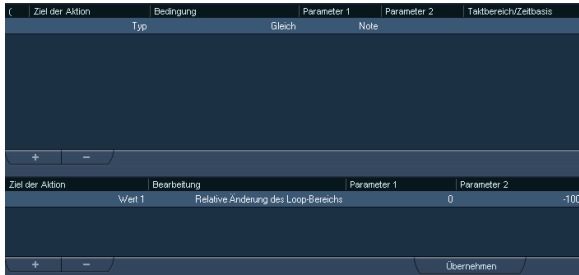 ( Ziel der Aktion Bedingung Parameter 1 Parameter 2 Taktbereich/Zeitbasis
Typ Gleich Note
+ −
Ziel der Aktion Bearbeitung Parameter 1 Parameter 2
Wert 1 Relative Änderung des Loop-Bereichs 0 -100
+ − Übernehmen